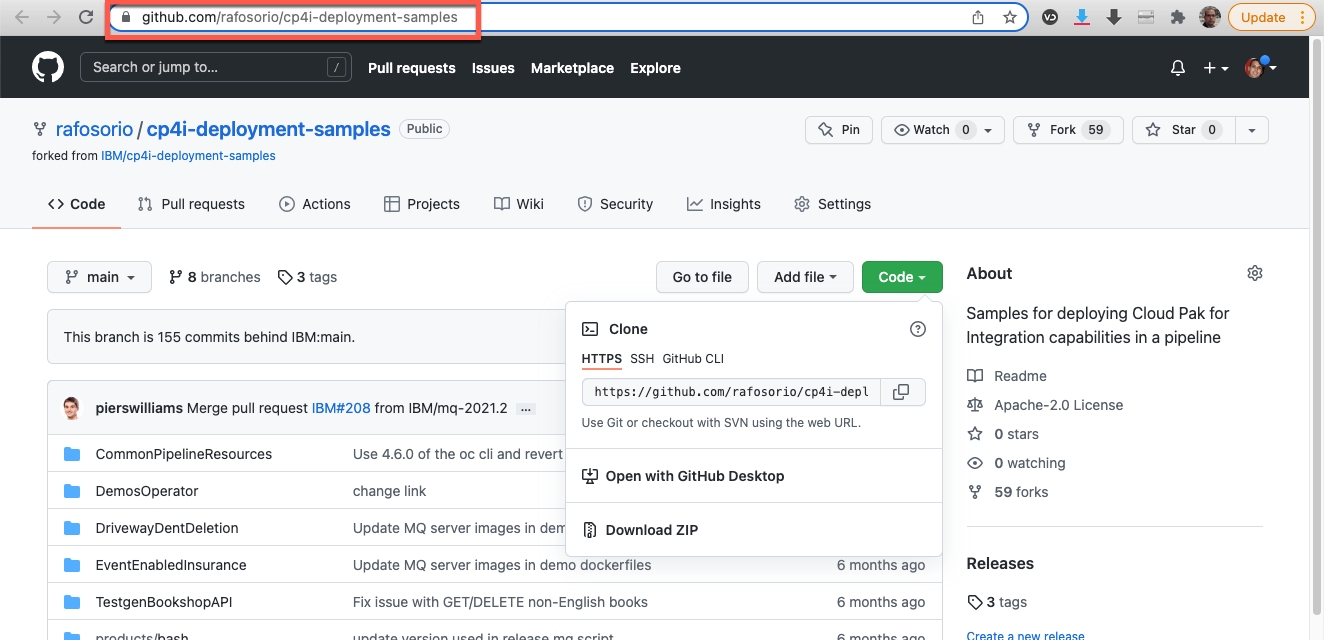 github.com/rafosorio/cp4i-deployment-samples
Update
Search or jump to... /
Pull requests Issues Marketplace Explore
rafosorio / cp4i-deployment-samples Public
Pin Watch 0 Fork 59 Star 0
forked from IBM/cp4i-deployment-samples
Code Pull requests Actions Projects Wiki Security Insights Settings
main 8 branches 3 tags Go to file Add file Code
This branch is 155 commits behind IBM:main.
Clone
HTTPS SSH GitHub CLI
https://github.com/rafosorio/cp4i-depl
Use Git or checkout with SVN using the web URL.
Open with GitHub Desktop
Download ZIP
pierswilliams Merge pull request IBM#208 from IBM/mq-2021.2 ...
CommonPipelineResources Use 4.6.0 of the oc cli and revert
DemosOperator change link
DrivewayDentDeletion Update MQ server images in dem
EventEnabledInsurance Update MQ server images in demo dockerfiles 6 months ago
TestgenBookshopAPI Fix issue with GET/DELETE non-English books 6 months ago
products/bash update version used in release mq script 6 months ago
About
Samples for deploying Cloud Pak for
Integration capabilities in a pipeline
Readme
Apache-2.0 License
0 stars
0 watching
59 forks
Releases
3 tags
Create a new release